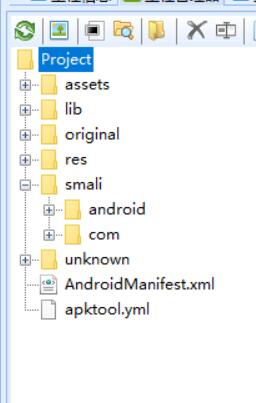 Project
assets
lib
original
res
smali
android
com
unknown
AndroidManifest.xml
apktool.yml